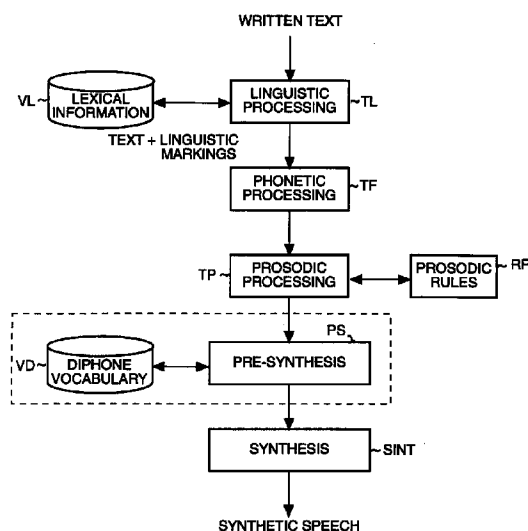 WRITTEN TEXT
VL
LEXICAL
INFORMATION
LINGUISTIC
PROCESSING
TL
TEXT + LINGUISTIC
MARKINGS
PHONETIC
PROCESSING
TF
TP
PROSODIC
PROCESSING
PROSODIC
RULES
RP
PS
VD
DIPHONE
VOCABULARY
PRE-SYNTHESIS
SYNTHESIS
SINT
SYNTHETIC SPEECH